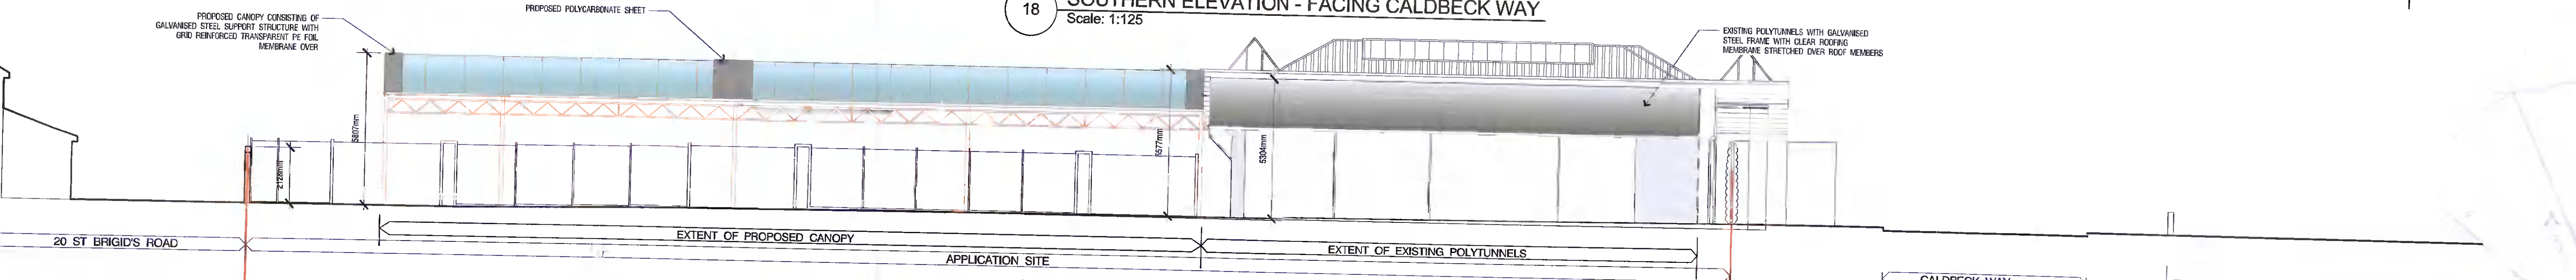 18
SOUTHERN ELEVATION - FACING CALDBECK WAY
Scale: 1:125
PROPOSED CANOPY CONSISTING OF
GALVANISED STEEL SUPPORT STRUCTURE WITH
GRID REINFORCED TRANSPARENT PE FOIL
MEMBRANE OVER
PROPOSED POLYCARBONATE SHEET
EXISTING POLYTUNNELS WITH GALVANISED
STEEL FRAME WITH CLEAR ROOFING
MEMBRANE STRETCHED OVER ROOF MEMBERS
2128mm
5807mm
5577mm
5304mm
20 ST BRIGID'S ROAD
EXTENT OF PROPOSED CANOPY
EXTENT OF EXISTING POLYTUNNELS
APPLICATION SITE
CALDBECK WAY